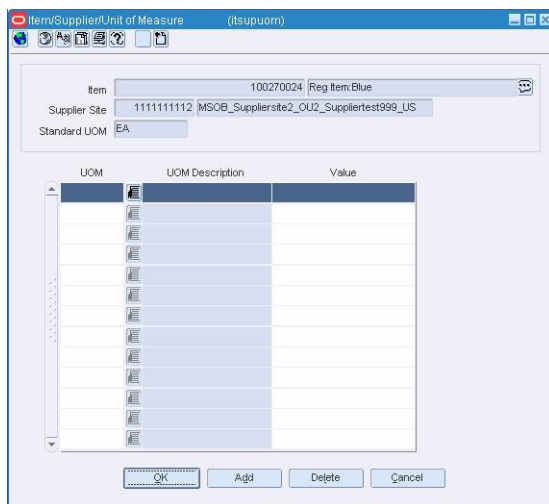 Item/Supplier/Unit of Measure (itsupuom)
Item 100270024 Reg Item:Blue
Supplier Site 1111111112 MSOB_Suppliersite2_OU2_Suppliertest999_US
Standard UOM EA
UOM UOM Description Value
OK Add Delete Cancel